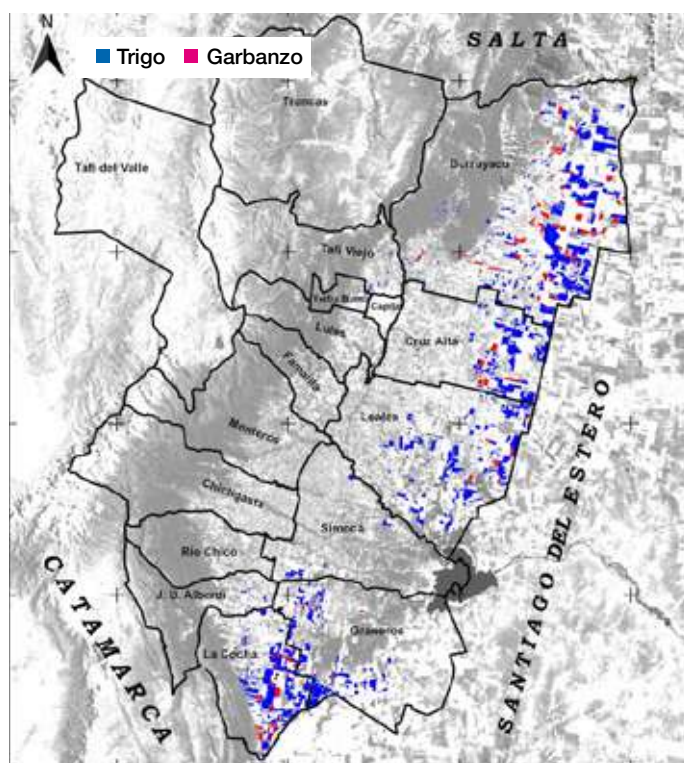 N
Trigo Garbanzo
SALTA
Trancas
Tafí del Valle
Burruyacu
Tafí Viejo
Yerba Buena
Capital
Lules
Cruz Alta
Famaillá
Leales
Monteros
Chicligasta
Simoca
Río Chico
J. B. Alberdi
Graneros
La Cocha
CATAMARCA
SANTIAGO DEL ESTERO